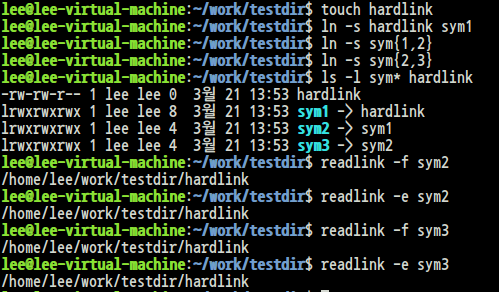 lee@lee-virtual-machine:~/work/testdir$ touch hardlink
lee@lee-virtual-machine:~/work/testdir$ ln -s hardlink sym1
lee@lee-virtual-machine:~/work/testdir$ ln -s sym{1,2}
lee@lee-virtual-machine:~/work/testdir$ ln -s sym{2,3}
lee@lee-virtual-machine:~/work/testdir$ ls -l sym* hardlink
-rw-rw-r-- 1 lee lee 0  3월 21 13:53 hardlink
lrwxrwxrwx 1 lee lee 8  3월 21 13:53 sym1 -> hardlink
lrwxrwxrwx 1 lee lee 4  3월 21 13:53 sym2 -> sym1
lrwxrwxrwx 1 lee lee 4  3월 21 13:53 sym3 -> sym2
lee@lee-virtual-machine:~/work/testdir$ readlink -f sym2
/home/lee/work/testdir/hardlink
lee@lee-virtual-machine:~/work/testdir$ readlink -e sym2
/home/lee/work/testdir/hardlink
lee@lee-virtual-machine:~/work/testdir$ readlink -f sym3
/home/lee/work/testdir/hardlink
lee@lee-virtual-machine:~/work/testdir$ readlink -e sym3
/home/lee/work/testdir/hardlink